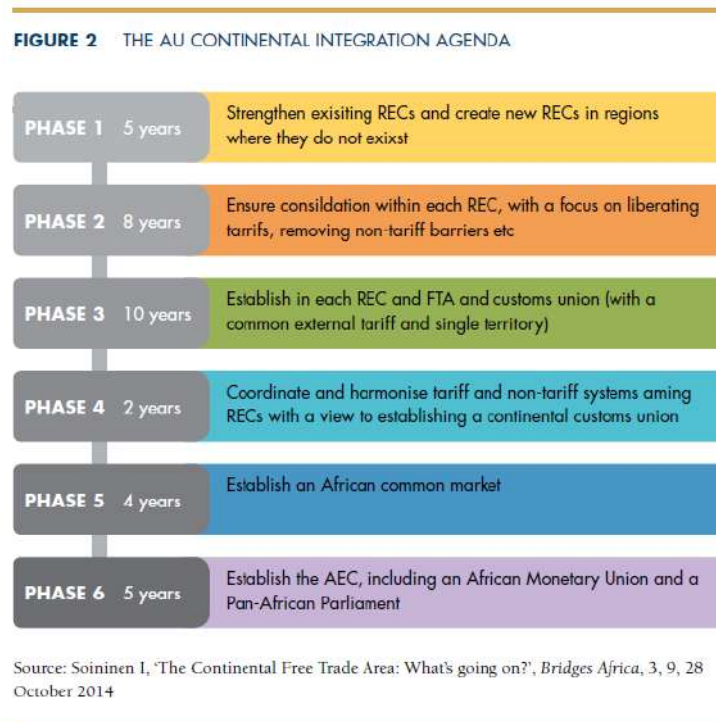 FIGURE 2 THE AU CONTINENTAL INTEGRATION AGENDA
PHASE 1 5 years
Strengthen exisiting RECs and create new RECs in regions
where they do not exixst
PHASE 2 8 years
Ensure consildation within each REC, with a focus on liberating
tarrifs, removing non-tariff barriers etc
PHASE 3 10 years
Establish in each REC and FTA and customs union (with a
common external tariff and single territory)
PHASE 4 2 years
Coordinate and harmonise tariff and non-tariff systems aming
RECs with a view to establishing a continental customs union
PHASE 5 4 years
Establish an African common market
PHASE 6 5 years
Establish the AEC, including an African Monetary Union and a
Pan-African Parliament
Source: Soininen I, ‘The Continental Free Trade Area: What's going on?’, Bridges Africa, 3, 9, 28
October 2014